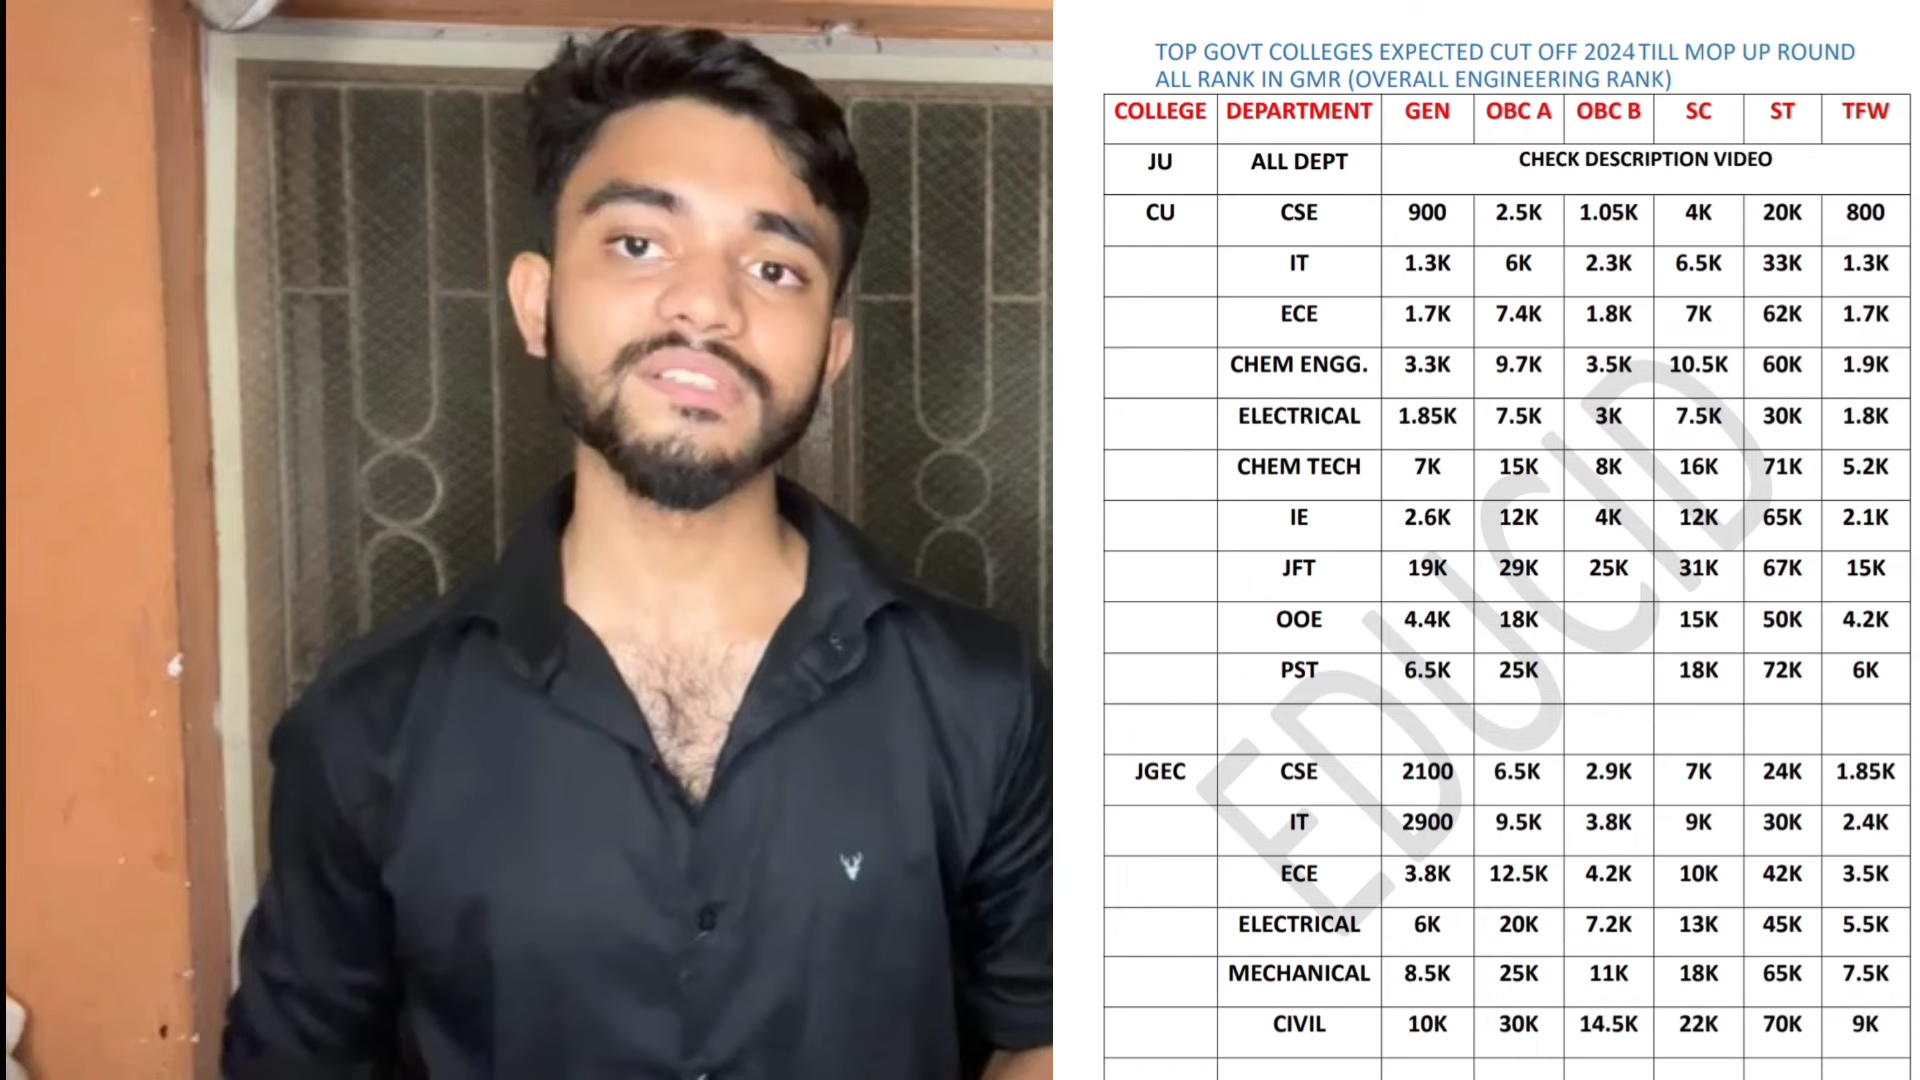 TOP GOVT COLLEGES EXPECTED CUT OFF 2024 TILL MOP UP ROUND
ALL RANK IN GMR (OVERALL ENGINEERING RANK)
COLLEGE DEPARTMENT GEN OBC A OBC B SC ST TFW
JU ALL DEPT CHECK DESCRIPTION VIDEO
CU CSE 900 2.5K 1.05K 4K 20K 800
IT 1.3K 6K 2.3K 6.5K 33K 1.3K
ECE 1.7K 7.4K 1.8K 7K 62K 1.7K
CHEM ENGG. 3.3K 9.7K 3.5K 10.5K 60K 1.9K
ELECTRICAL 1.85K 7.5K 3K 7.5K 30K 1.8K
CHEM TECH 7K 15K 8K 16K 71K 5.2K
IE 2.6K 12K 4K 12K 65K 2.1K
JFT 19K 29K 25K 31K 67K 15K
OOE 4.4K 18K 15K 50K 4.2K
PST 6.5K 25K 18K 72K 6K
JGEC CSE 2100 6.5K 2.9K 7K 24K 1.85K
IT 2900 9.5K 3.8K 9K 30K 2.4K
ECE 3.8K 12.5K 4.2K 10K 42K 3.5K
ELECTRICAL 6K 20K 7.2K 13K 45K 5.5K
MECHANICAL 8.5K 25K 11K 18K 65K 7.5K
CIVIL 10K 30K 14.5K 22K 70K 9K
EDUCID